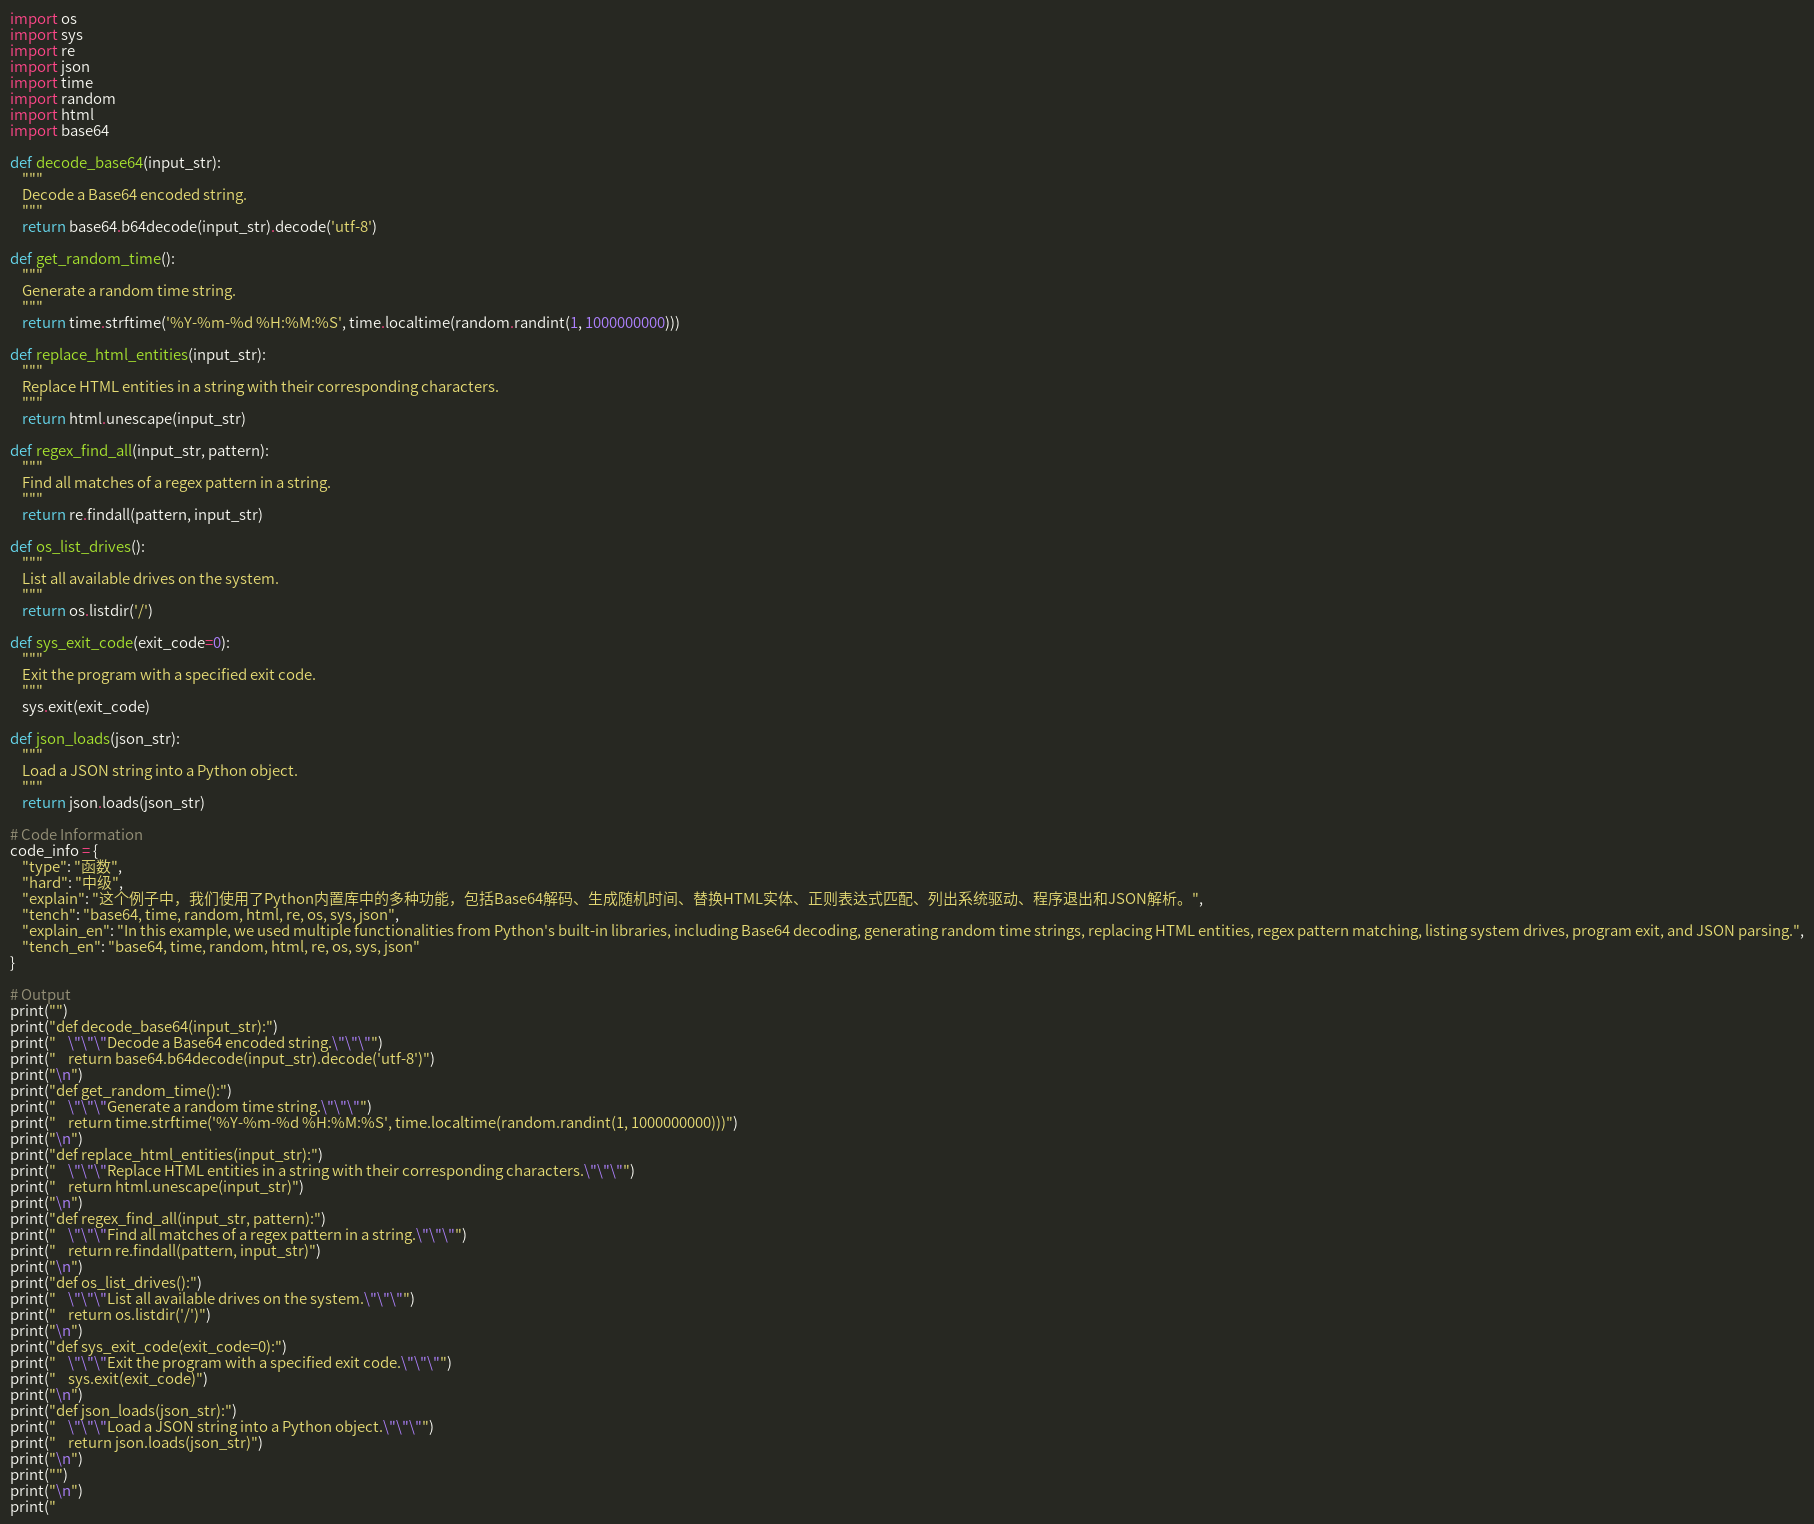 import os
import sys
import re
import json
import time
import random
import html
import base64

def decode_base64(input_str):
    """
    Decode a Base64 encoded string.
    """
    return base64.b64decode(input_str).decode('utf-8')

def get_random_time():
    """
    Generate a random time string.
    """
    return time.strftime('%Y-%m-%d %H:%M:%S', time.localtime(random.randint(1, 1000000000)))

def replace_html_entities(input_str):
    """
    Replace HTML entities in a string with their corresponding characters.
    """
    return html.unescape(input_str)

def regex_find_all(input_str, pattern):
    """
    Find all matches of a regex pattern in a string.
    """
    return re.findall(pattern, input_str)

def os_list_drives():
    """
    List all available drives on the system.
    """
    return os.listdir('/')

def sys_exit_code(exit_code=0):
    """
    Exit the program with a specified exit code.
    """
    sys.exit(exit_code)

def json_loads(json_str):
    """
    Load a JSON string into a Python object.
    """
    return json.loads(json_str)

# Code Information
code_info = {
    "type": "函数",
    "hard": "中级",
    "explain": "这个例子中，我们使用了Python内置库中的多种功能，包括Base64解码、生成随机时间、替换HTML实体、正则表达式匹配、列出系统驱动、程序退出和JSON解析。",
    "tench": "base64, time, random, html, re, os, sys, json",
    "explain_en": "In this example, we used multiple functionalities from Python's built-in libraries, including Base64 decoding, generating random time strings, replacing HTML entities, regex pattern matching, listing system drives, program exit, and JSON parsing.",
    "tench_en": "base64, time, random, html, re, os, sys, json"
}

# Output
print("")
print("def decode_base64(input_str):")
print("    \"\"\"Decode a Base64 encoded string.\"\"\"")
print("    return base64.b64decode(input_str).decode('utf-8')")
print("\n")
print("def get_random_time():")
print("    \"\"\"Generate a random time string.\"\"\"")
print("    return time.strftime('%Y-%m-%d %H:%M:%S', time.localtime(random.randint(1, 1000000000)))")
print("\n")
print("def replace_html_entities(input_str):")
print("    \"\"\"Replace HTML entities in a string with their corresponding characters.\"\"\"")
print("    return html.unescape(input_str)")
print("\n")
print("def regex_find_all(input_str, pattern):")
print("    \"\"\"Find all matches of a regex pattern in a string.\"\"\"")
print("    return re.findall(pattern, input_str)")
print("\n")
print("def os_list_drives():")
print("    \"\"\"List all available drives on the system.\"\"\"")
print("    return os.listdir('/')")
print("\n")
print("def sys_exit_code(exit_code=0):")
print("    \"\"\"Exit the program with a specified exit code.\"\"\"")
print("    sys.exit(exit_code)")
print("\n")
print("def json_loads(json_str):")
print("    \"\"\"Load a JSON string into a Python object.\"\"\"")
print("    return json.loads(json_str)")
print("\n")
print("")
print("\n")
print("